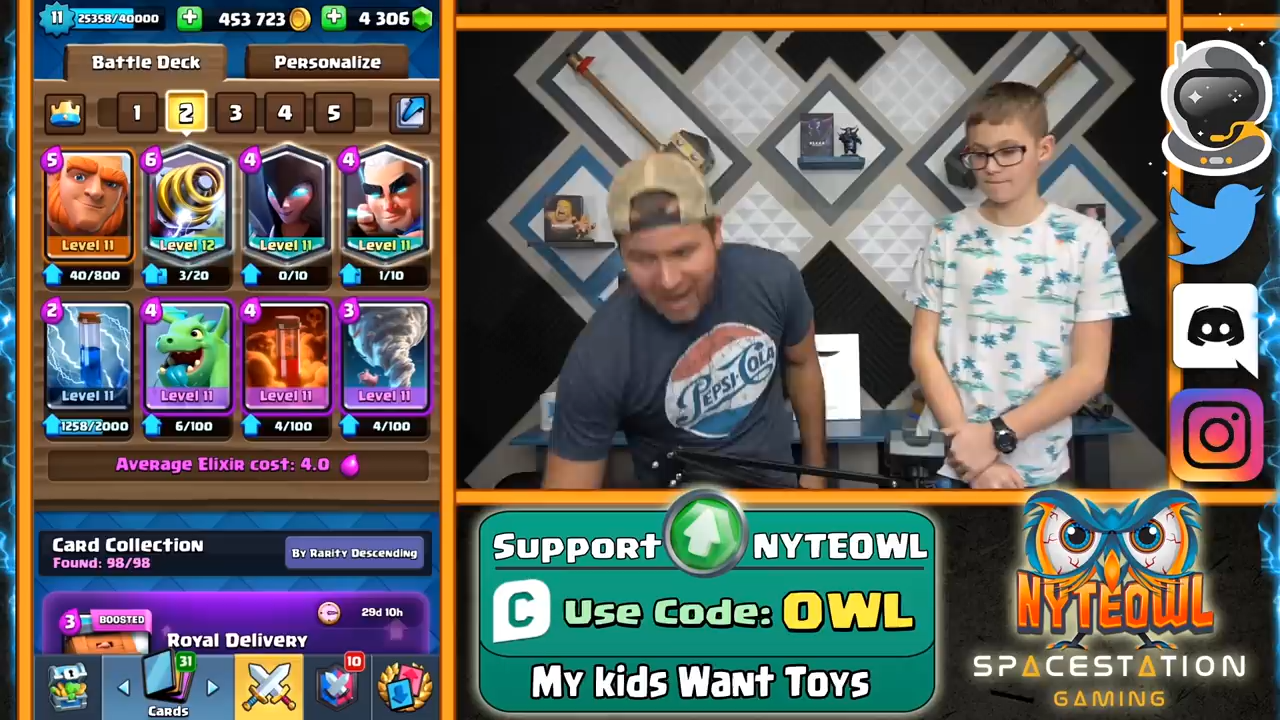 11
25358/40000
453 723
4 306
Battle Deck
Personalize
1
2
3
4
5
5
6
4
4
Level 11
Level 12
Level 11
Level 11
40/800
3/20
0/10
1/10
2
4
4
3
Level 11
Level 11
Level 11
Level 11
1258/2000
6/100
4/100
4/100
Average Elixir cost: 4.0
Card Collection
Found: 98/98
By Rarity Descending
3
BOOSTED
29d 10h
Royal Delivery
31
10
Cards
PEPSI-COLA
Support NYTEOWL
C Use Code: OWL
My kids Want Toys
NYTEOWL
SPACESTATION
GAMING